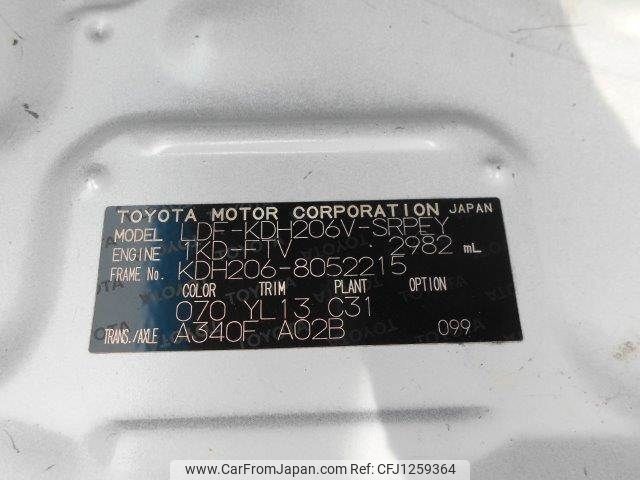 TOYOTA MOTOR CORPORATION JAPAN
MODEL LDF-KDH206V-SRPEY
ENGINE 1KD-FTV . 2982 mL
FRAME No. KDH206-8052215
COLOR TRIM PLANT OPTION
070 YL13 C31
TRANS./AXLE A340F A02B 099
www.CarFromJapan.com - CFJ1259364